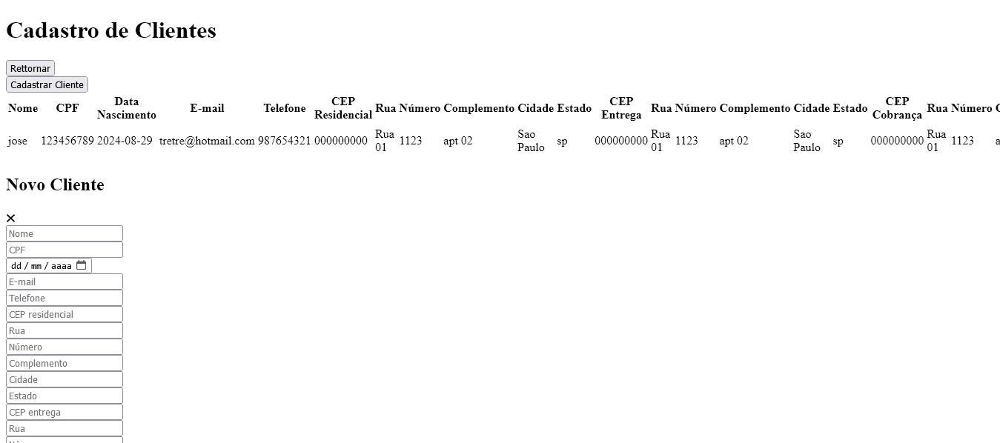 Cadastro de Clientes
Rettornar
Cadastrar Cliente
Nome CPF Data Nascimento E-mail Telefone CEP Residencial Rua Número Complemento Cidade Estado CEP Entrega Rua Número Complemento Cidade Estado CEP Cobrança Rua Número
jose 123456789 2024-08-29 tretre@hotmail.com 987654321 000000000 Rua 01 1123 apt 02 Sao Paulo sp 000000000 Rua 01 1123 apt 02 Sao Paulo sp 000000000 Rua 01 1123
Novo Cliente
×
Nome
CPF
dd / mm / aaaa
E-mail
Telefone
CEP residencial
Rua
Número
Complemento
Cidade
Estado
CEP entrega
Rua